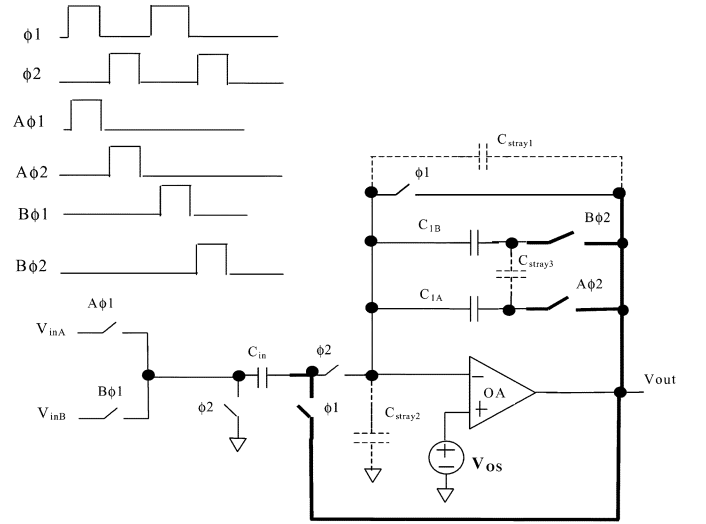 ϕ1
ϕ2
Aϕ1
Aϕ2
Bϕ1
Bϕ2
Cstray1
ϕ1
C1B
Bϕ2
Cstray3
C1A
Aϕ2
Aϕ1
VinA
Cin
ϕ2
Bϕ1
VinB
ϕ2
ϕ1
Cstray2
−
OA
+
Vout
+
−
VOS